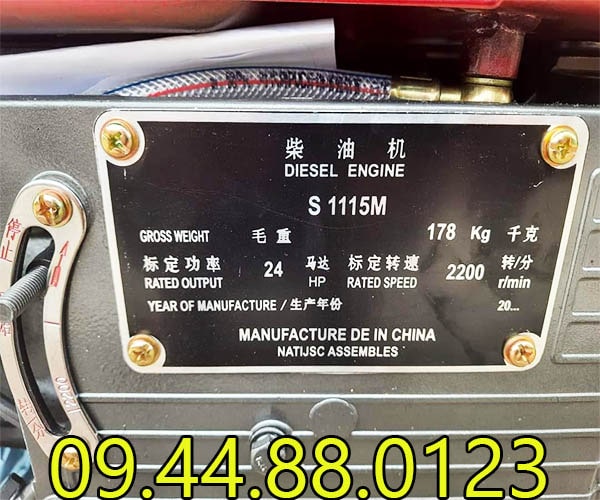 柴油机
DIESEL ENGINE
S 1115M
GROSS WEIGHT 毛重 178 Kg 千克
标定功率 24 马达 标定转速 2200 转/分
RATED OUTPUT HP RATED SPEED r/min
YEAR OF MANUFACTURE / 生产年份 20...
MANUFACTURE DE IN CHINA
NATIJSC ASSEMBLES
停止
09.44.88.0123